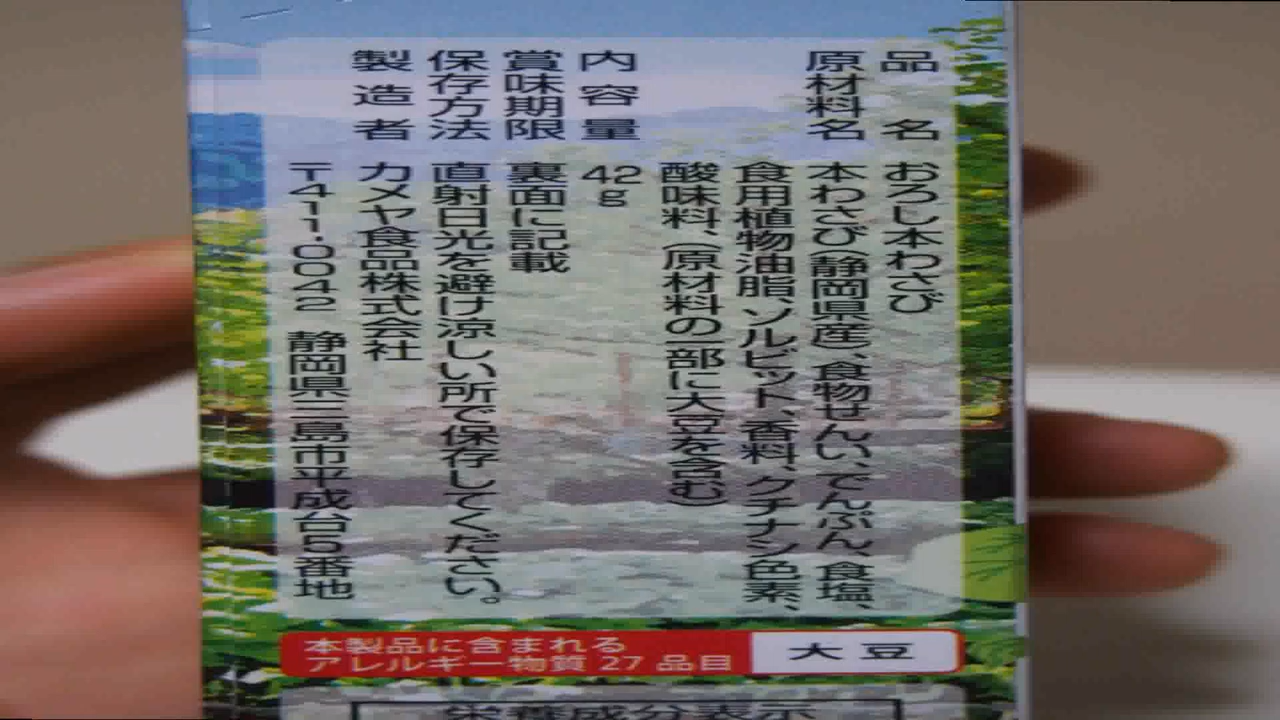 品名 おろし本わさび
原材料名 本わさび(静岡県産)、食物せんい、でんぷん、食塩、
食用植物油脂、ソルビット、香料、クチナシ色素、
酸味料、(原材料の一部に大豆を含む)
内容量 42g
賞味期限 裏面に記載
保存方法 直射日光を避け涼しい所で保存してください。
製造者 カメヤ食品株式会社
〒411-0042 静岡県三島市平成台5番地
本製品に含まれる
アレルギー物質 27 品目
大豆
栄養成分表示